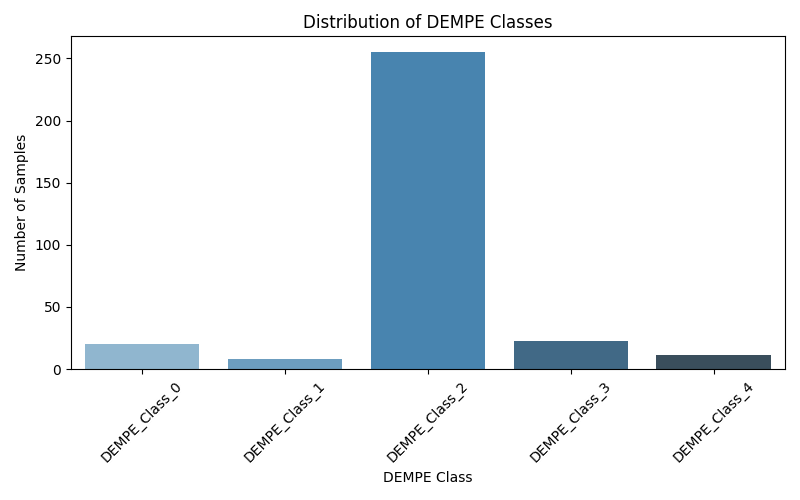 Distribution of DEMPE Classes
Number of Samples
250
200
150
100
50
0
DEMPE_Class_0
DEMPE_Class_1
DEMPE_Class_2
DEMPE_Class_3
DEMPE_Class_4
DEMPE Class